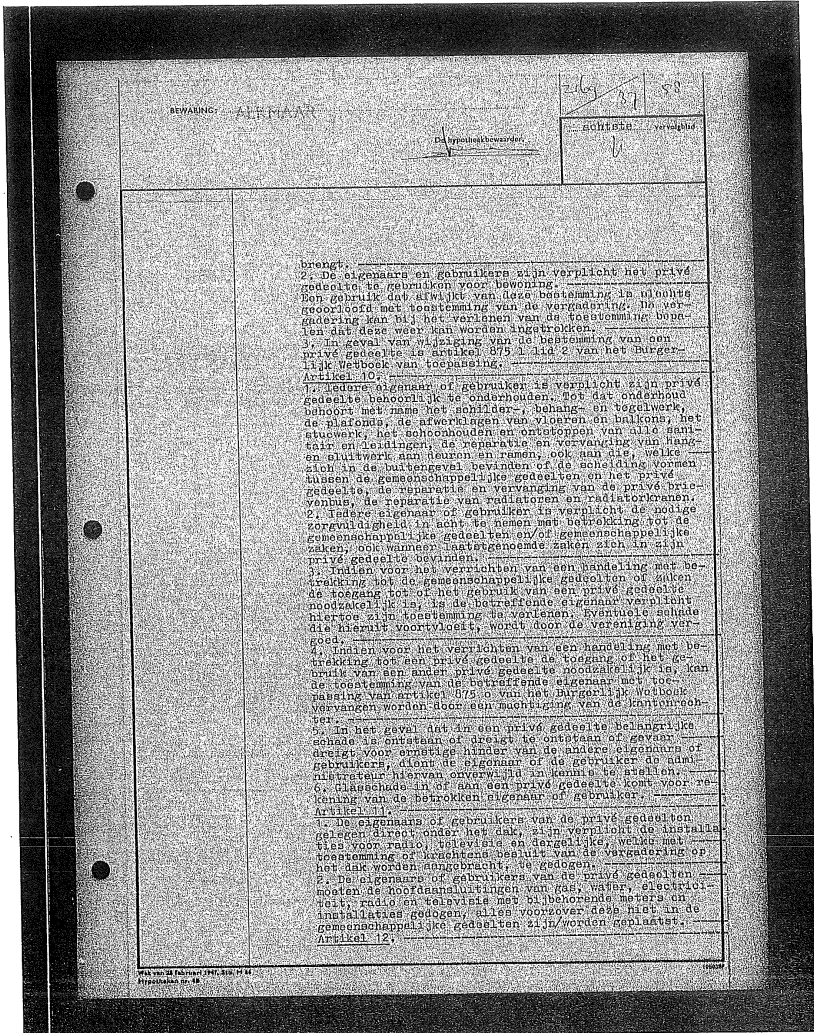 BEWARING: ALKMAAR
De hypotheekbewaarder,
37 58
achtste vervolgblad
brengt.
2. De eigenaars en gebruikers zijn verplicht het privé
gedeelte te gebruiken voor bewoning.
Een gebruik dat afwijkt van deze bestemming is slechts
geoorloofd met toestemming van de vergadering. De ver-
gadering kan bij het verlenen van de toestemming bepa-
len dat deze weer kan worden ingetrokken.
3. In geval van wijziging van de bestemming van een
privé gedeelte is artikel 875 l lid 2 van het Burger-
lijk Wetboek van toepassing.
Artikel 10.
1. Iedere eigenaar of gebruiker is verplicht zijn privé
gedeelte behoorlijk te onderhouden. Tot dat onderhoud
behoort met name het schilder-, behang- en tegelwerk,
de plafonds, de afwerklagen van vloeren en balkons, het
stucwerk, het schoonhouden en ontstoppen van alle sani-
tair en leidingen, de reparatie en vervanging van hang-
en sluitwerk aan deuren en ramen, ook aan die, welke
zich in de buitengevel bevinden of de scheiding vormen
tussen de gemeenschappelijke gedeelten en het privé
gedeelte, de reparatie en vervanging van de privé brie-
venbus, de reparatie van radiatoren en radiatorkranen.
2. Iedere eigenaar of gebruiker is verplicht de nodige
zorgvuldigheid in acht te nemen met betrekking tot de
gemeenschappelijke gedeelten en/of gemeenschappelijke
zaken, ook wanneer laatstgenoemde zaken zich in zijn
privé gedeelte bevinden.
3. Indien voor het verrichten van een handeling met be-
trekking tot de gemeenschappelijke gedeelten of zaken
de toegang tot of het gebruik van een privé gedeelte
noodzakelijk is, is de betreffende eigenaar verplicht
hiertoe zijn toestemming te verlenen. Eventuele schade
die hieruit voortvloeit, wordt door de vereniging ver-
goed.
4. Indien voor het verrichten van een handeling met be-
trekking tot een privé gedeelte de toegang of het ge-
bruik van een ander privé gedeelte noodzakelijk is, kan
de toestemming van de betreffende eigenaar met toe-
passing van artikel 875 o van het Burgerlijk Wetboek
vervangen worden door een machtiging van de kantonrech-
ter.
5. In het geval dat in een privé gedeelte belangrijke
schade is ontstaan of dreigt te ontstaan of gevaar
dreigt voor ernstige hinder van de andere eigenaars of
gebruikers, dient de eigenaar of de gebruiker de admi-
nistrateur hiervan onverwijld in kennis te stellen.
6. Glasschade in of aan een privé gedeelte komt voor re-
kening van de betrokken eigenaar of gebruiker.
Artikel 11.
1. De eigenaars of gebruikers van de privé gedeelten
gelegen direct onder het dak, zijn verplicht de installa-
ties voor radio, televisie en dergelijke, welke met
toestemming of krachtens besluit van de vergadering op
het dak worden aangebracht, te gedogen.
2. De eigenaars of gebruikers van de privé gedeelten
moeten de hoofdaansluitingen van gas, water, electrici-
teit, radio en televisie met bijbehorende meters en
installaties gedogen, alles voorzover deze niet in de
gemeenschappelijke gedeelten zijn/worden geplaatst.
Artikel 12.
Wet van 28 februari 1947, Stb. H 66
Hypotheken nr. 4B